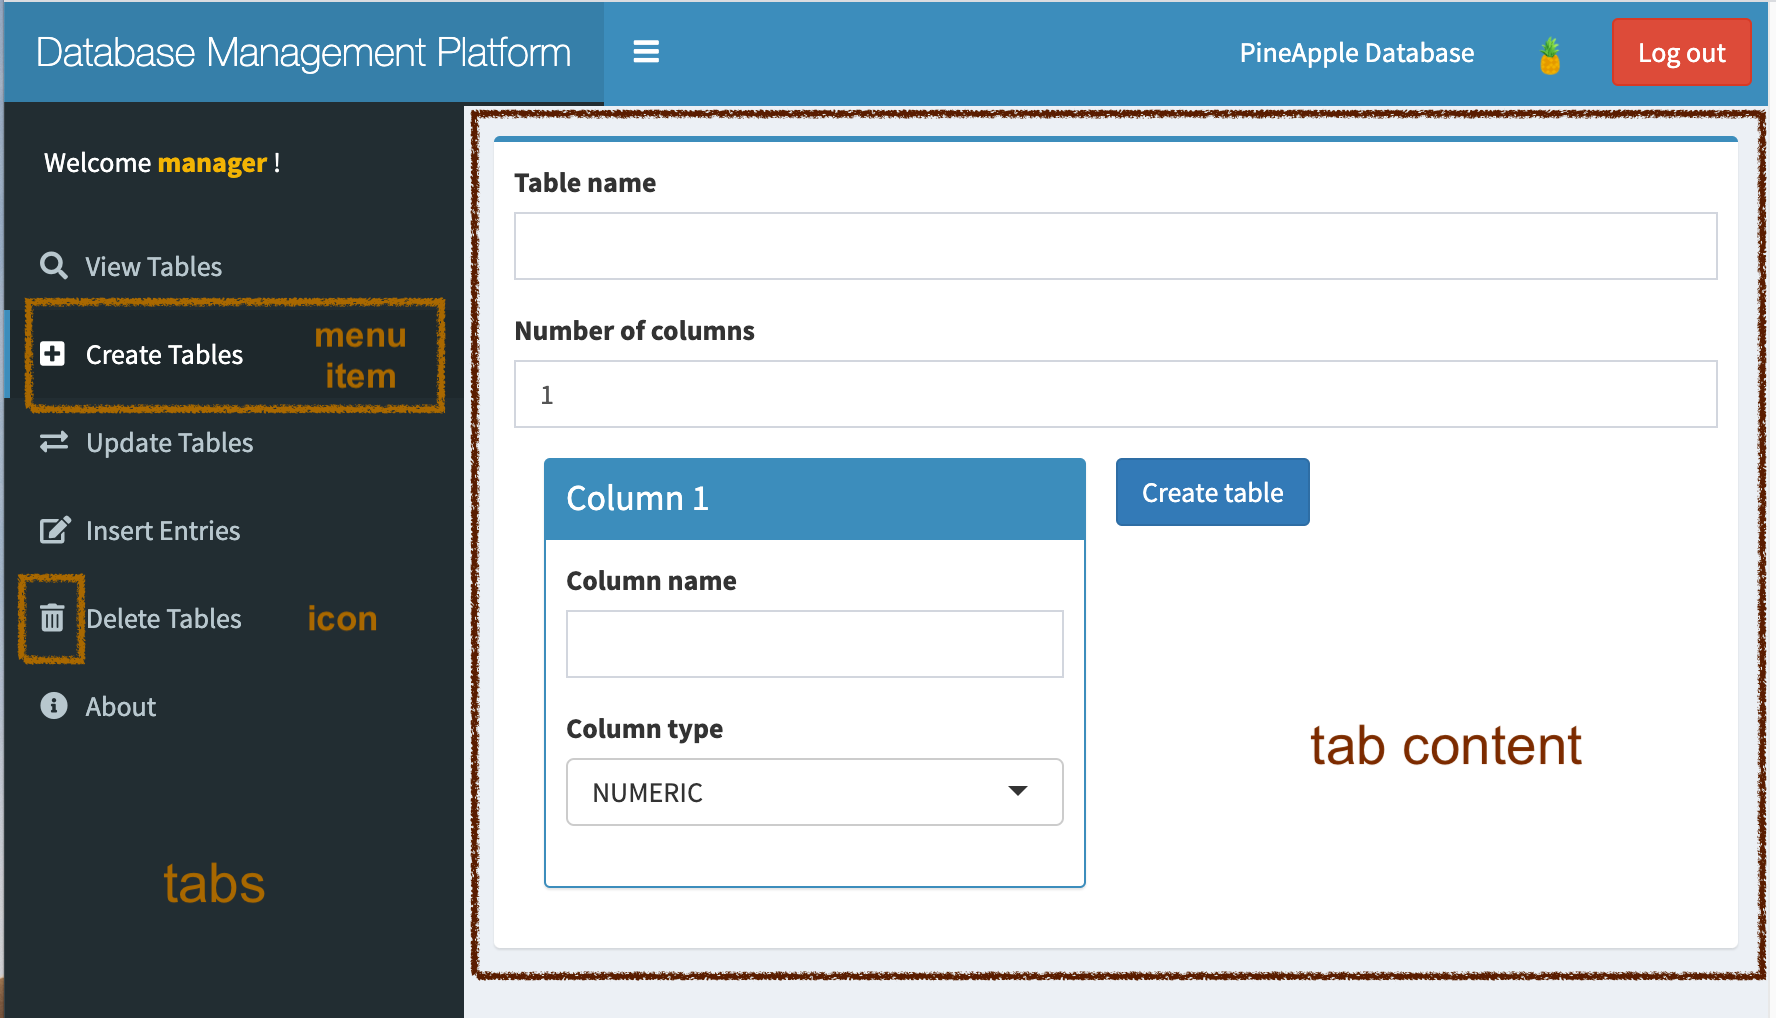 Database Management Platform
PineApple Database
Log out
Welcome manager !
View Tables
Create Tables
menu
item
Update Tables
Insert Entries
Delete Tables
icon
About
tabs
Table name
Number of columns
1
Column 1
Create table
Column name
Column type
NUMERIC
tab content